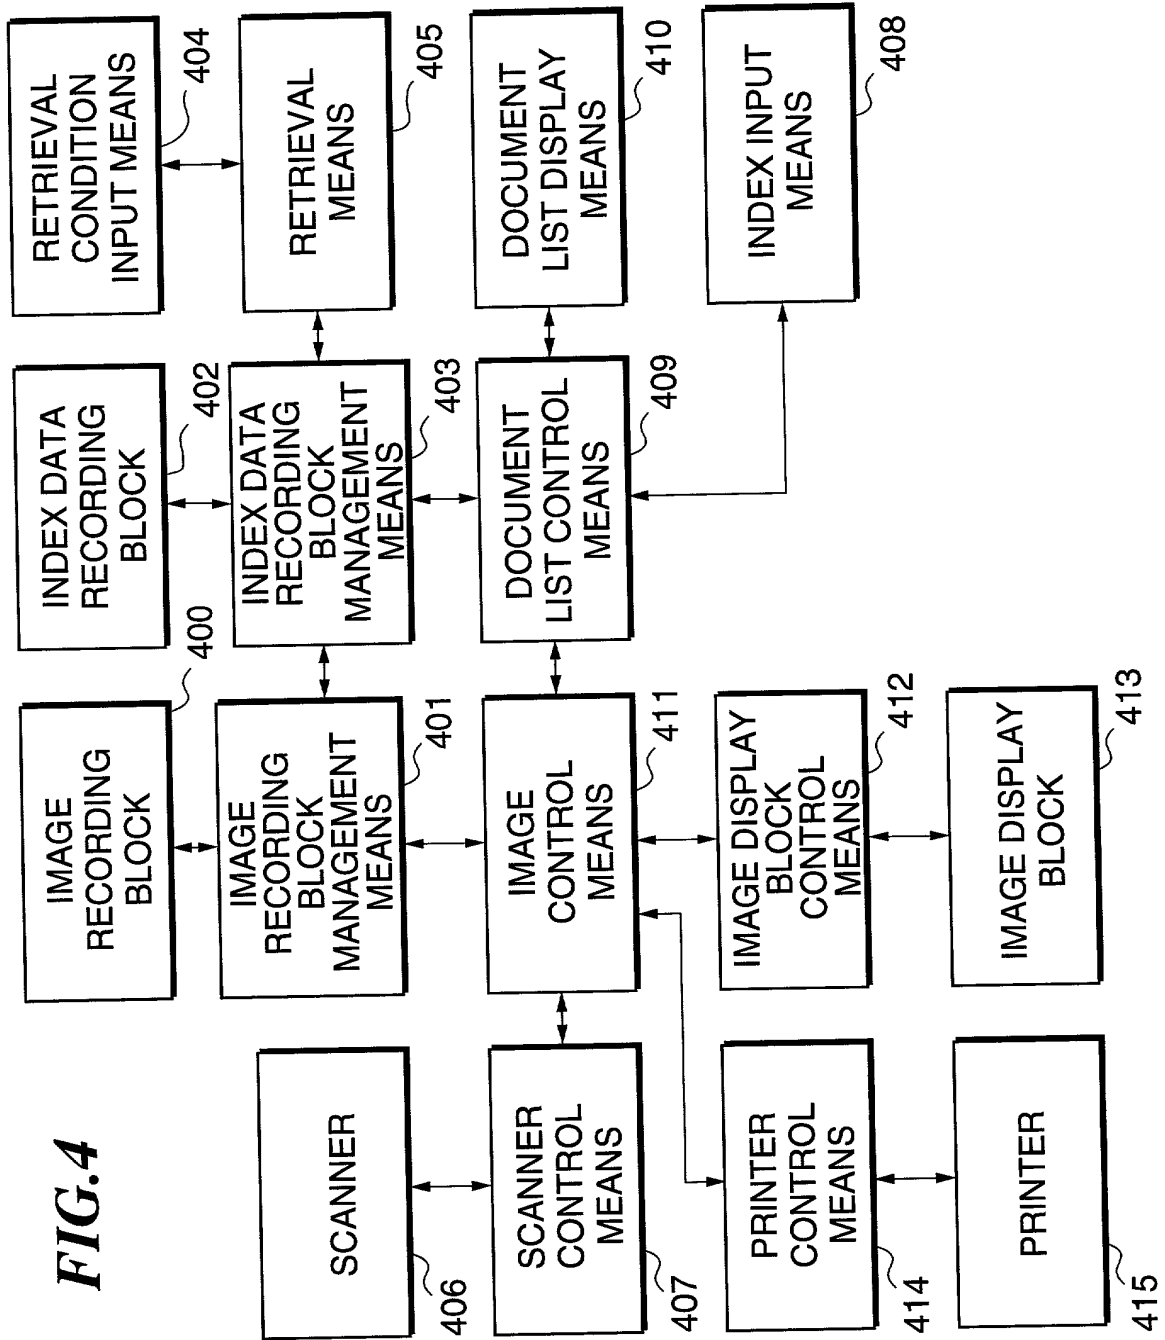 FIG.4
IMAGE
RECORDING
BLOCK
400
INDEX DATA
RECORDING
BLOCK
402
RETRIEVAL
CONDITION
INPUT MEANS
404
SCANNER
406
IMAGE
RECORDING
BLOCK
MANAGEMENT
MEANS
401
INDEX DATA
RECORDING
BLOCK
MANAGEMENT
MEANS
403
RETRIEVAL
MEANS
405
SCANNER
CONTROL
MEANS
407
IMAGE
CONTROL
MEANS
411
DOCUMENT
LIST CONTROL
MEANS
409
DOCUMENT
LIST DISPLAY
MEANS
410
PRINTER
CONTROL
MEANS
414
IMAGE DISPLAY
BLOCK
CONTROL
MEANS
412
INDEX INPUT
MEANS
408
PRINTER
415
IMAGE DISPLAY
BLOCK
413